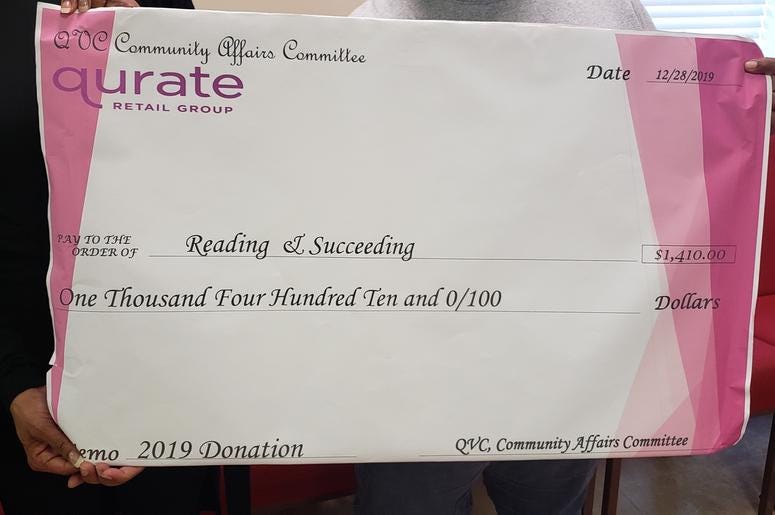 QVC Community Affairs Committee
qurate
RETAIL GROUP
Date 12/28/2019
PAY TO THE
ORDER OF
Reading & Succeeding $1,410.00
One Thousand Four Hundred Ten and 0/100 Dollars
emo 2019 Donation QVC, Community Affairs Committee